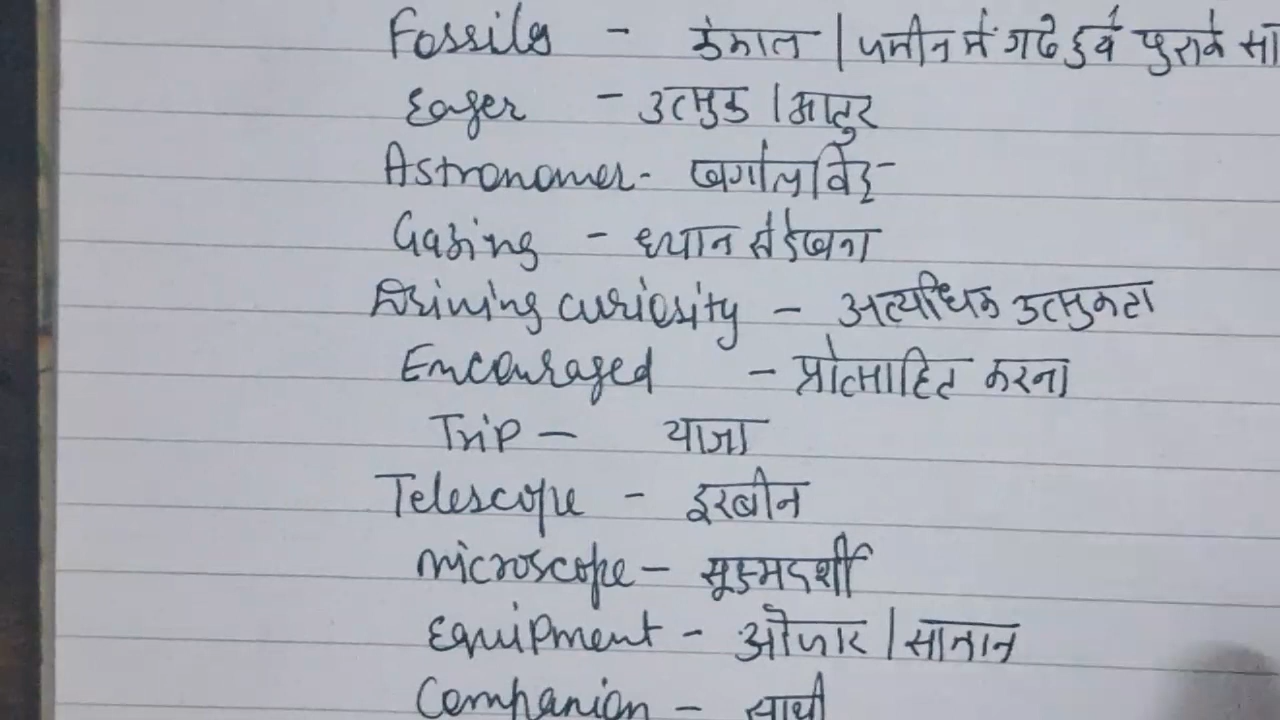 Fossils - कंकाल | जमीन में गढे हुवे पुराने सा
Eager - उत्सुक | आतुर
Astronomer - खगोलविद्
Gazing - ध्यान से देखना
Driving curiosity - अत्यधिक उत्सुकता
Encouraged - प्रोत्साहित करना
Trip - यात्रा
Telescope - दूरबीन
Microscope - सूक्ष्मदर्शी
Equipment - औजार | सामान
Companion - साथी